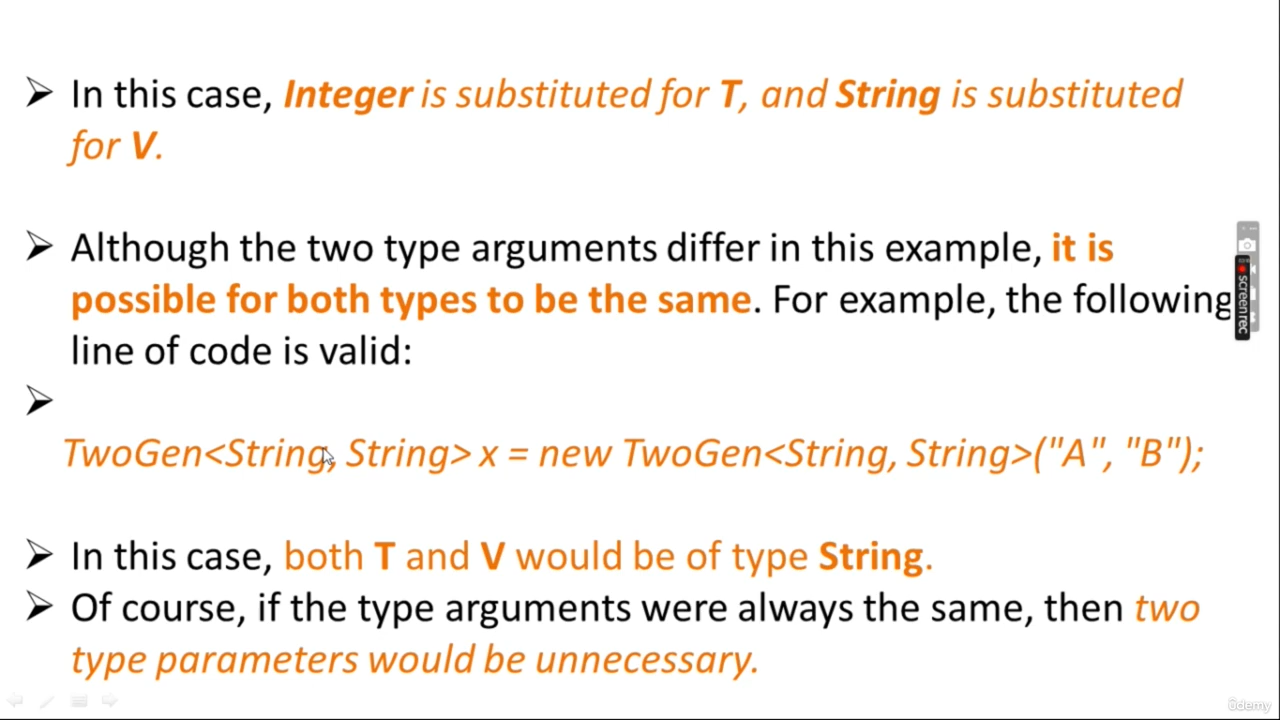 ➢ In this case, Integer is substituted for T, and String is substituted
for V.
➢ Although the two type arguments differ in this example, it is
possible for both types to be the same. For example, the following
line of code is valid:
➢
TwoGen<String, String> x = new TwoGen<String, String>("A", "B");
➢ In this case, both T and V would be of type String.
➢ Of course, if the type arguments were always the same, then two
type parameters would be unnecessary.
screenrec
ûdemy